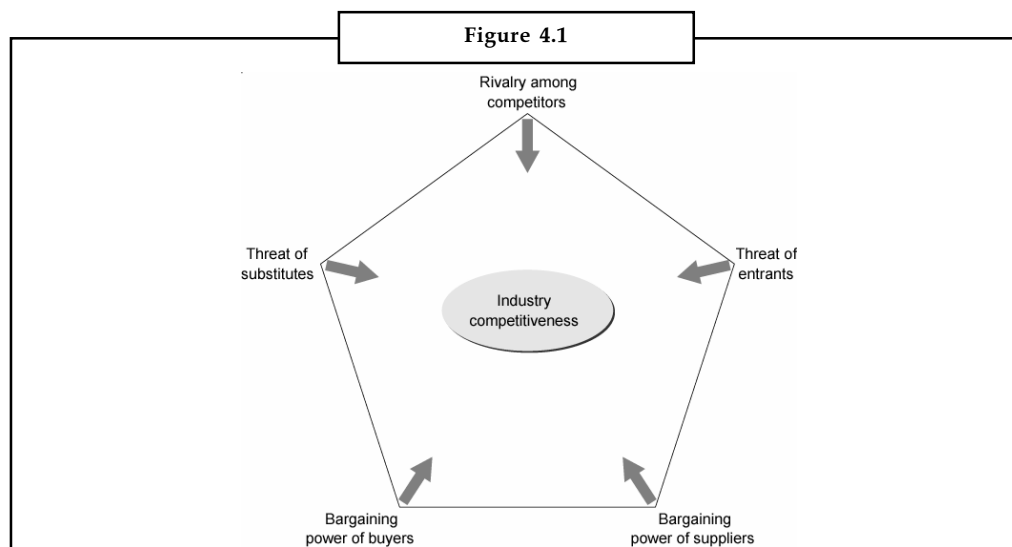 Figure 4.1
Rivalry among
competitors
Threat of
substitutes
Threat of
entrants
Industry
competitiveness
Bargaining
power of buyers
Bargaining
power of suppliers